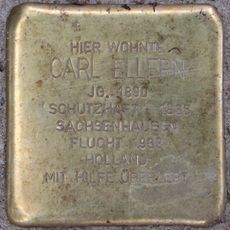 HIER WOHNTE
CARL ELLERN
JG. 1890
SCHUTZHAFT
SACHSENHAUSEN
FLUCHT
HOLLAND
MIT HILFE ÜBERLEBT